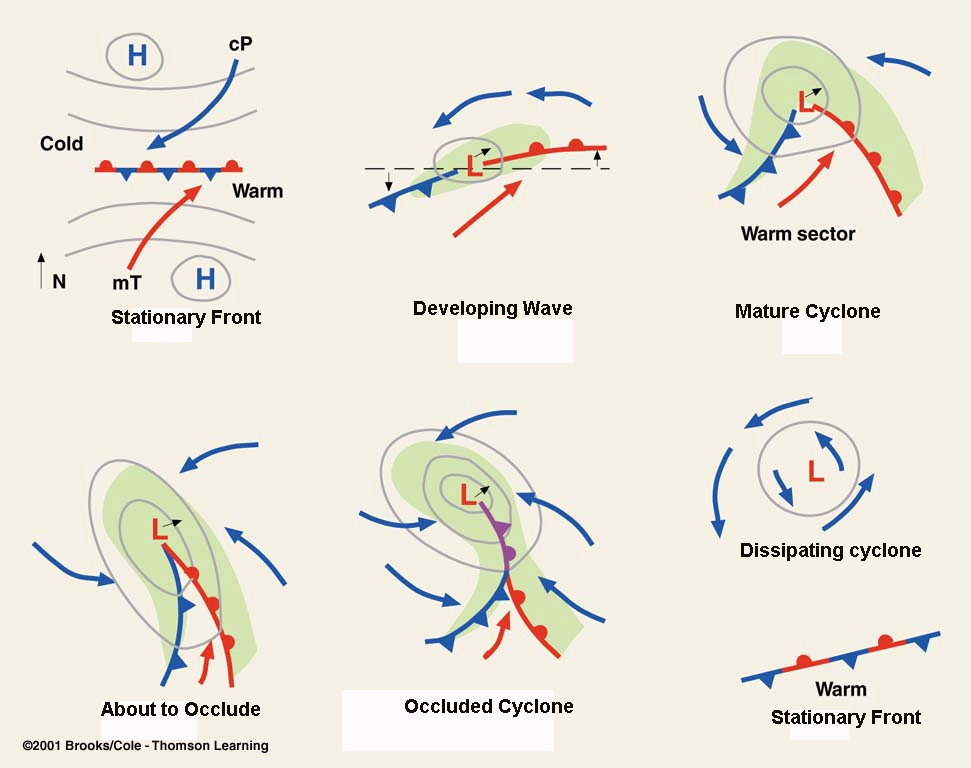 H
cP
Cold
Warm
N
mT
H
Stationary Front
L
Developing Wave
L
Warm sector
Mature Cyclone
L
About to Occlude
L
Occluded Cyclone
L
Dissipating cyclone
Warm
Stationary Front
©2001 Brooks/Cole - Thomson Learning